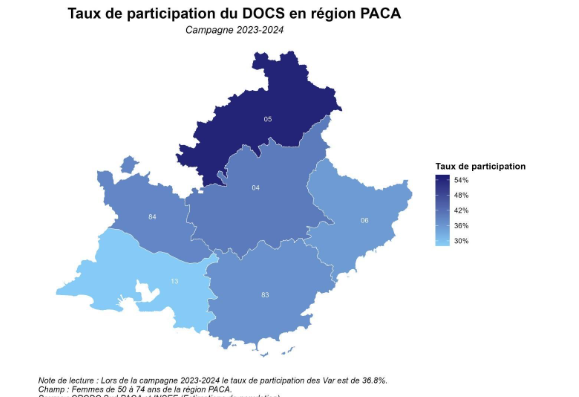 Taux de participation du DOCS en région PACA
Campagne 2023-2024
05
04
84
06
13
83
Taux de participation
54%
48%
42%
36%
30%
Note de lecture : Lors de la campagne 2023-2024 le taux de participation des Var est de 36.8%.
Champ : Femmes de 50 à 74 ans de la région PACA.